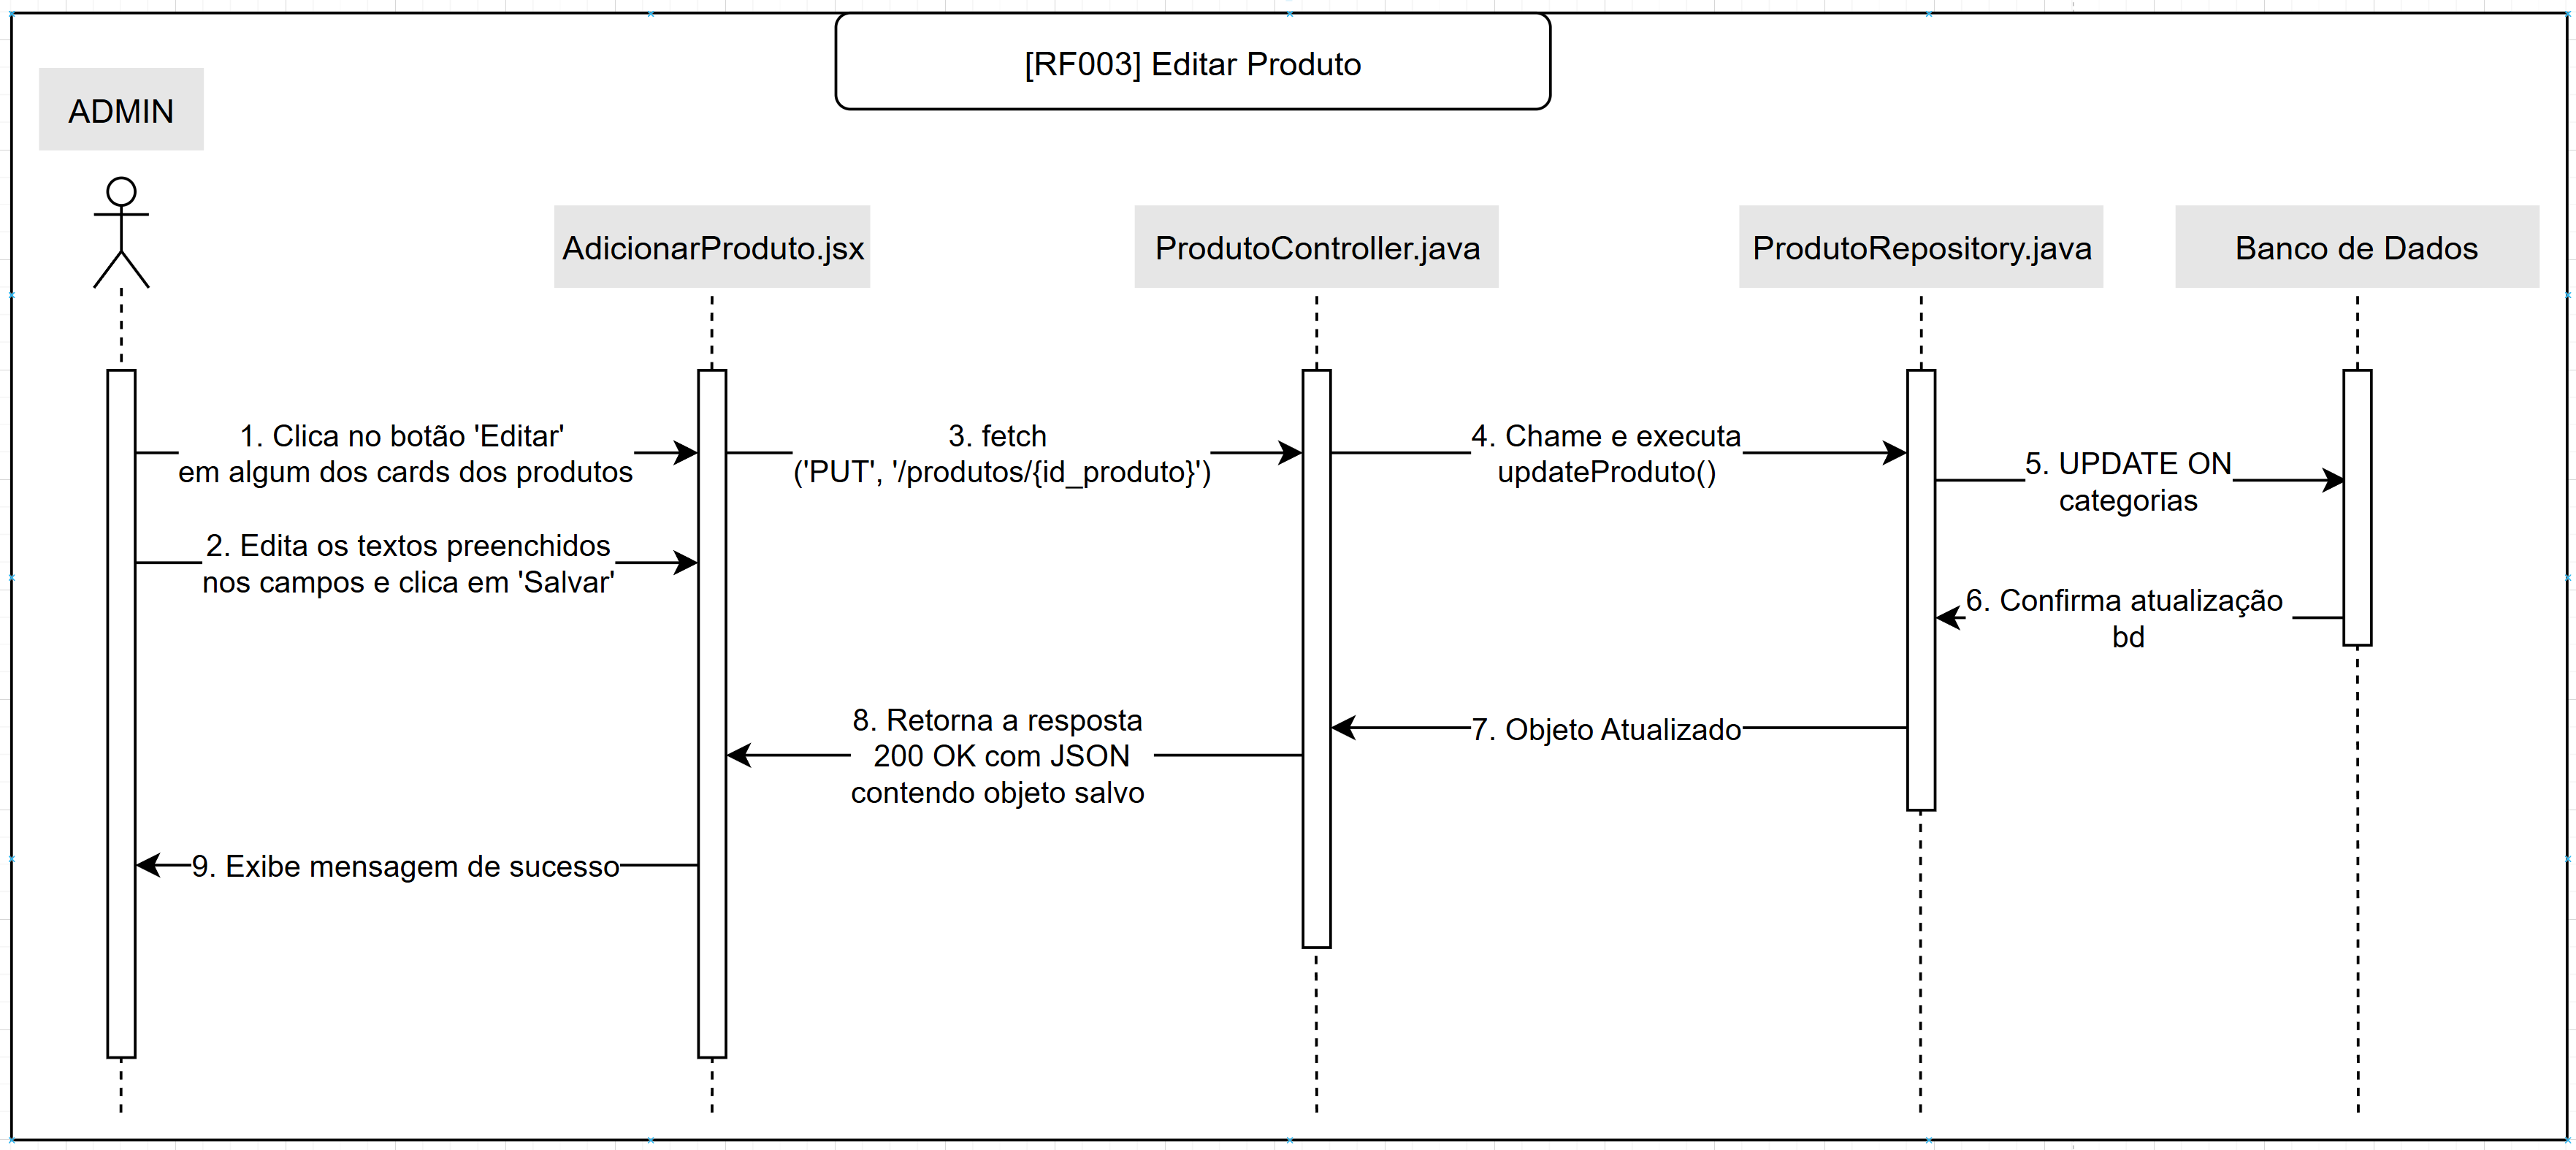 [RF003] Editar Produto
ADMIN
AdicionarProduto.jsx
ProdutoController.java
ProdutoRepository.java
Banco de Dados
1. Clica no botão 'Editar'
em algum dos cards dos produtos
3. fetch
('PUT', '/produtos/{id_produto}')
4. Chame e executa
updateProduto()
5. UPDATE ON
categorias
2. Edita os textos preenchidos
nos campos e clica em 'Salvar'
6. Confirma atualização
bd
7. Objeto Atualizado
8. Retorna a resposta
200 OK com JSON
contendo objeto salvo
9. Exibe mensagem de sucesso